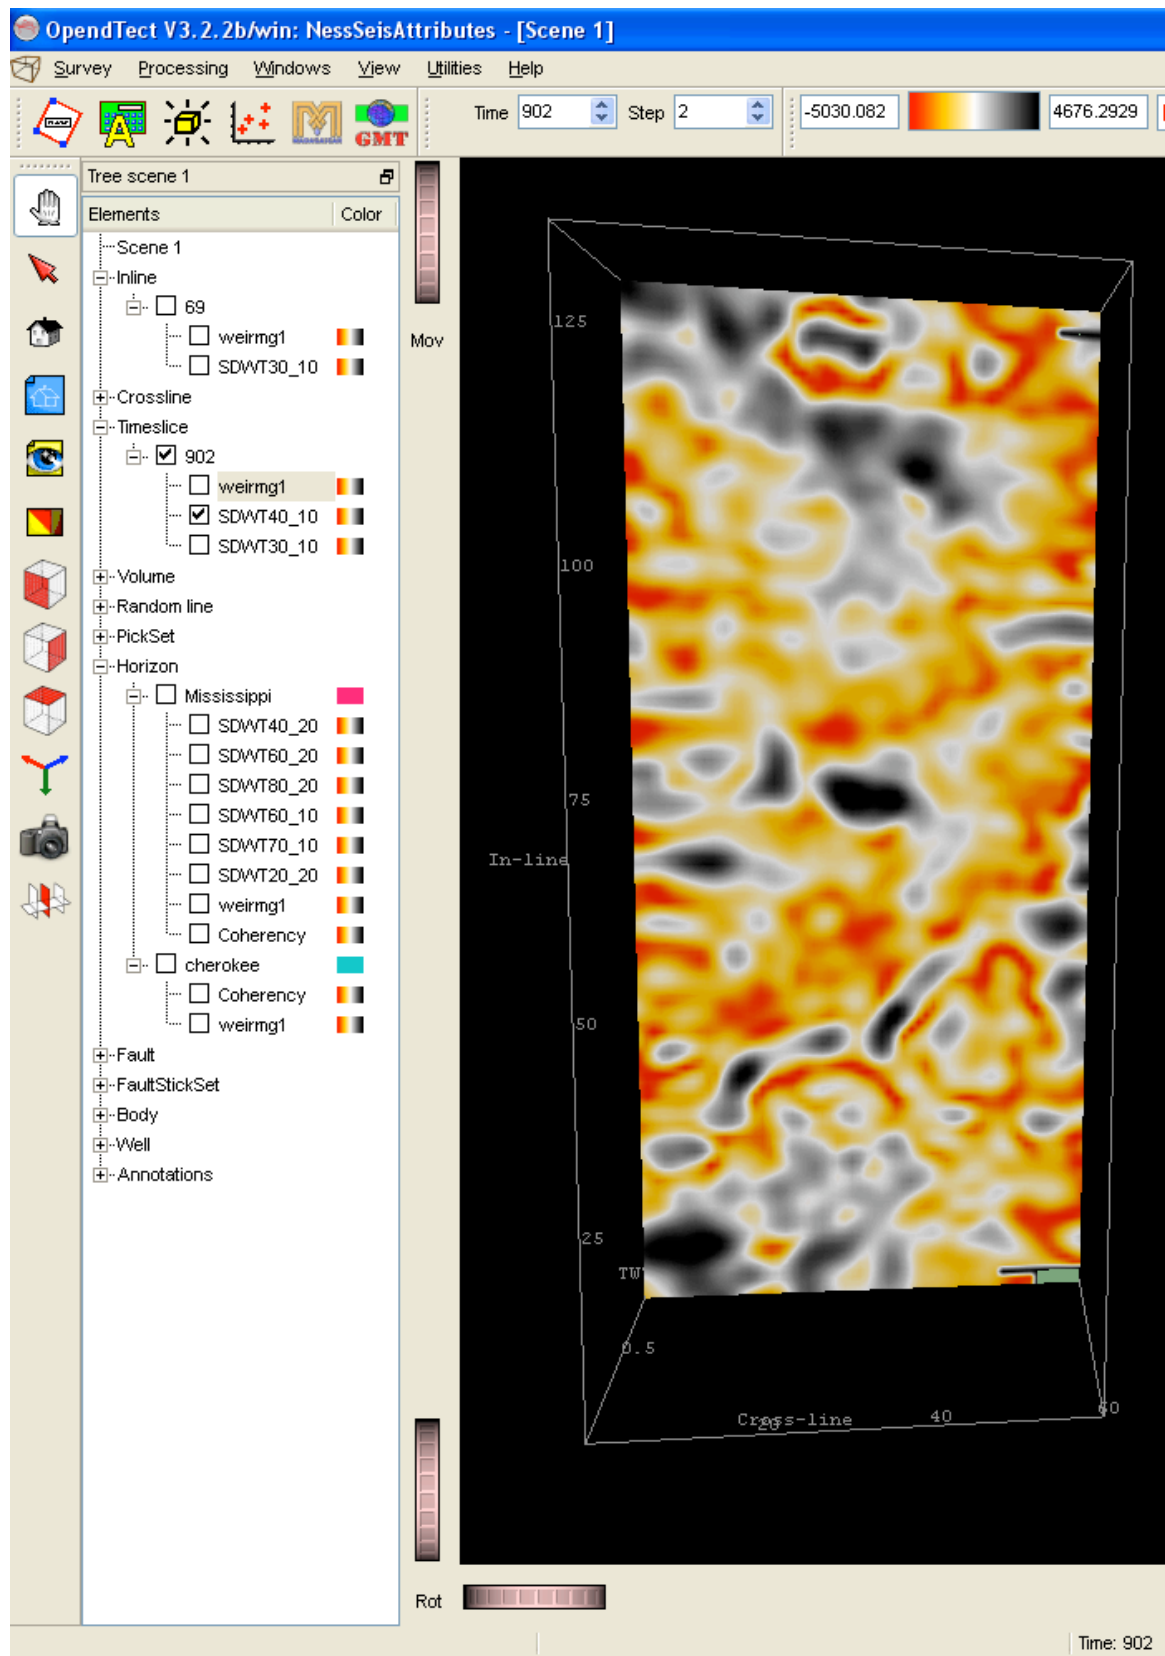 OpendTect V3.2.2b/win: NessSeisAttributes - [Scene 1]
Survey Processing Windows View Utilities Help
Time 902 Step 2 -5030.082 4676.2929
GMT
Tree scene 1
Elements Color
Scene 1
Inline
69
weirmg1
SDWT30_10
Crossline
Timeslice
902
weirmg1
SDWT40_10
SDWT30_10
Volume
Random line
PickSet
Horizon
Mississippi
SDWT40_20
SDWT60_20
SDWT80_20
SDWT60_10
SDWT70_10
SDWT20_20
weirmg1
Coherency
cherokee
Coherency
weirmg1
Fault
FaultStickSet
Body
Well
Annotations
Mov
125
100
75
In-line
50
25
TW
0.5
Cross-line
20
40
60
Rot
Time: 902